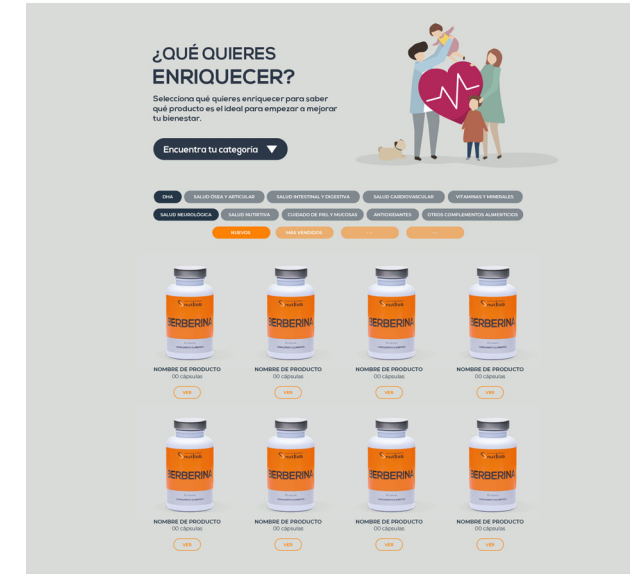 ¿QUÉ QUIERES
ENRIQUECER?
Selecciona qué quieres enriquecer para saber
qué producto es el ideal para empezar a mejorar
tu bienestar.
Encuentra tu categoría
DHA SALUD ÓSEA Y ARTICULAR SALUD INTESTINAL Y DIGESTIVA SALUD CARDIOVASCULAR VITAMINAS Y MINERALES
SALUD NEUROLÓGICA SALUD NUTRITIVA CUIDADO DE PIEL Y MUCOSAS ANTIOXIDANTES OTROS COMPLEMENTOS ALIMENTICIOS
NUEVOS MÁS VENDIDOS
BERBERINA BERBERINA BERBERINA BERBERINA
NOMBRE DE PRODUCTO NOMBRE DE PRODUCTO NOMBRE DE PRODUCTO NOMBRE DE PRODUCTO
00 cápsulas 00 cápsulas 00 cápsulas 00 cápsulas
VER VER VER VER
BERBERINA BERBERINA BERBERINA BERBERINA
NOMBRE DE PRODUCTO NOMBRE DE PRODUCTO NOMBRE DE PRODUCTO NOMBRE DE PRODUCTO
00 cápsulas 00 cápsulas 00 cápsulas 00 cápsulas
VER VER VER VER